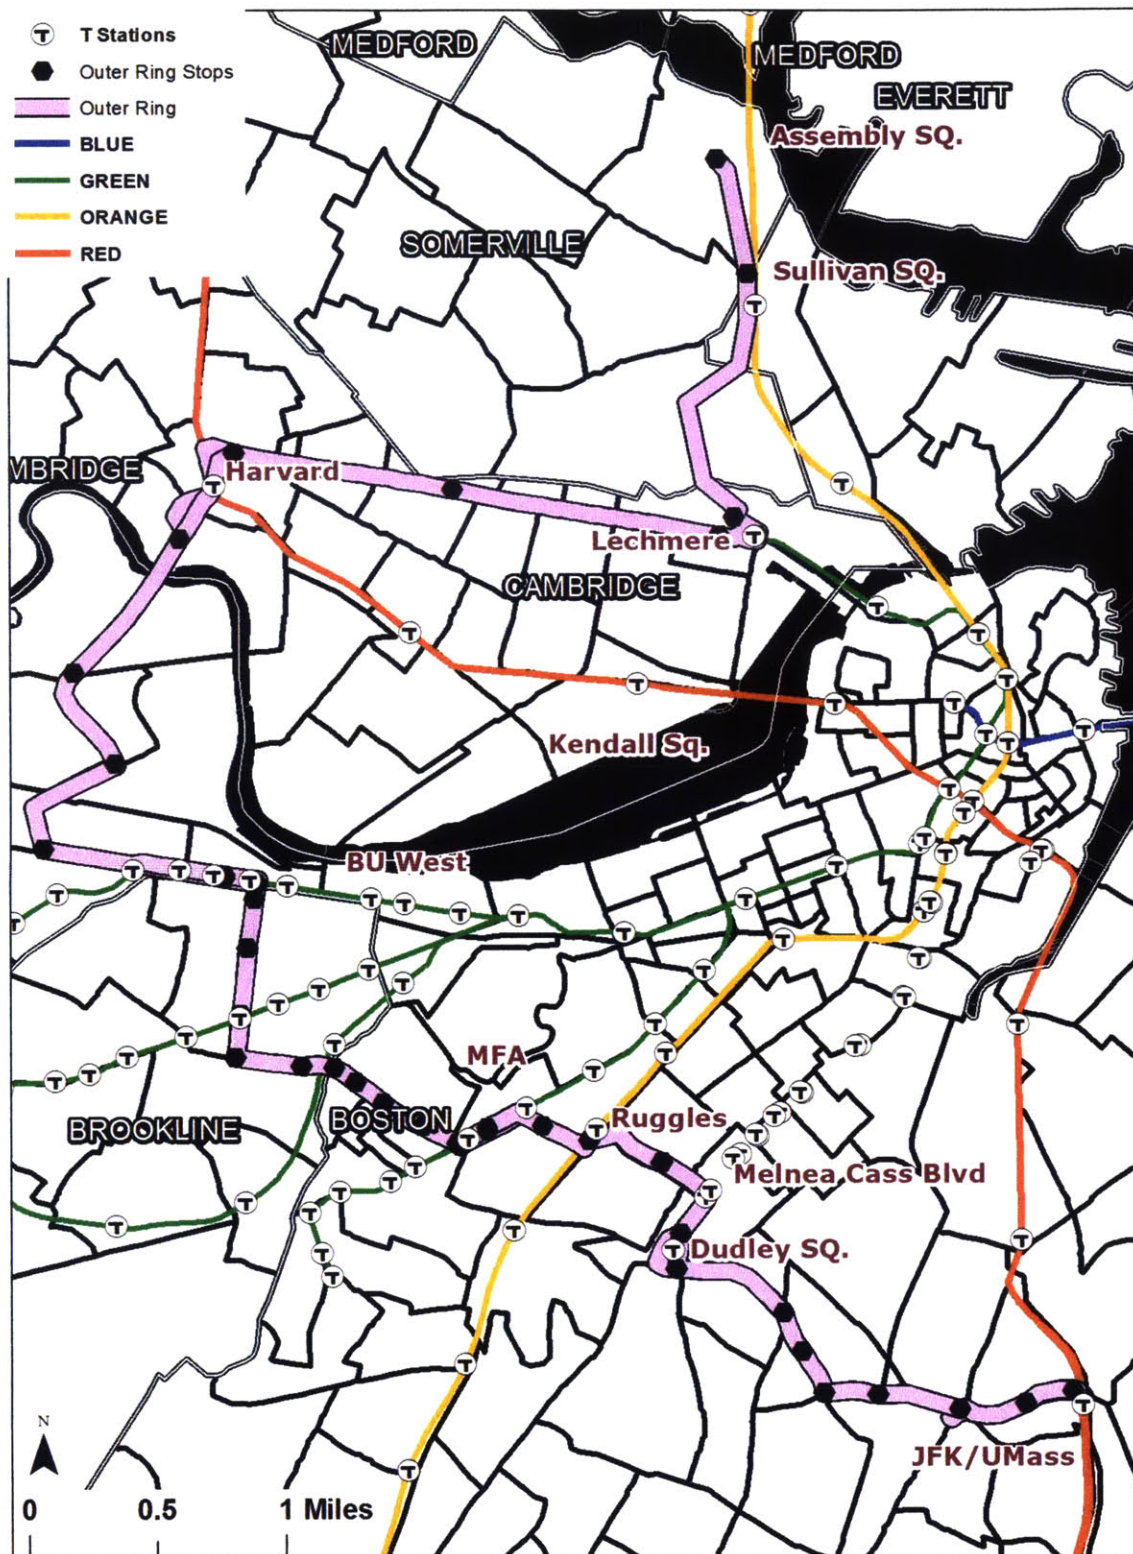 T Stations
Outer Ring Stops
Outer Ring
BLUE
GREEN
ORANGE
RED
MEDFORD
MEDFORD
EVERETT
Assembly SQ.
SOMERVILLE
Sullivan SQ.
MBRIDGE
Harvard
Lechmere
CAMBRIDGE
Kendall Sq.
BU West
MFA
BROOKLINE
BOSTON
Ruggles
Melnea Cass Blvd
Dudley SQ.
JFK/UMass
N
0 0.5 1 Miles